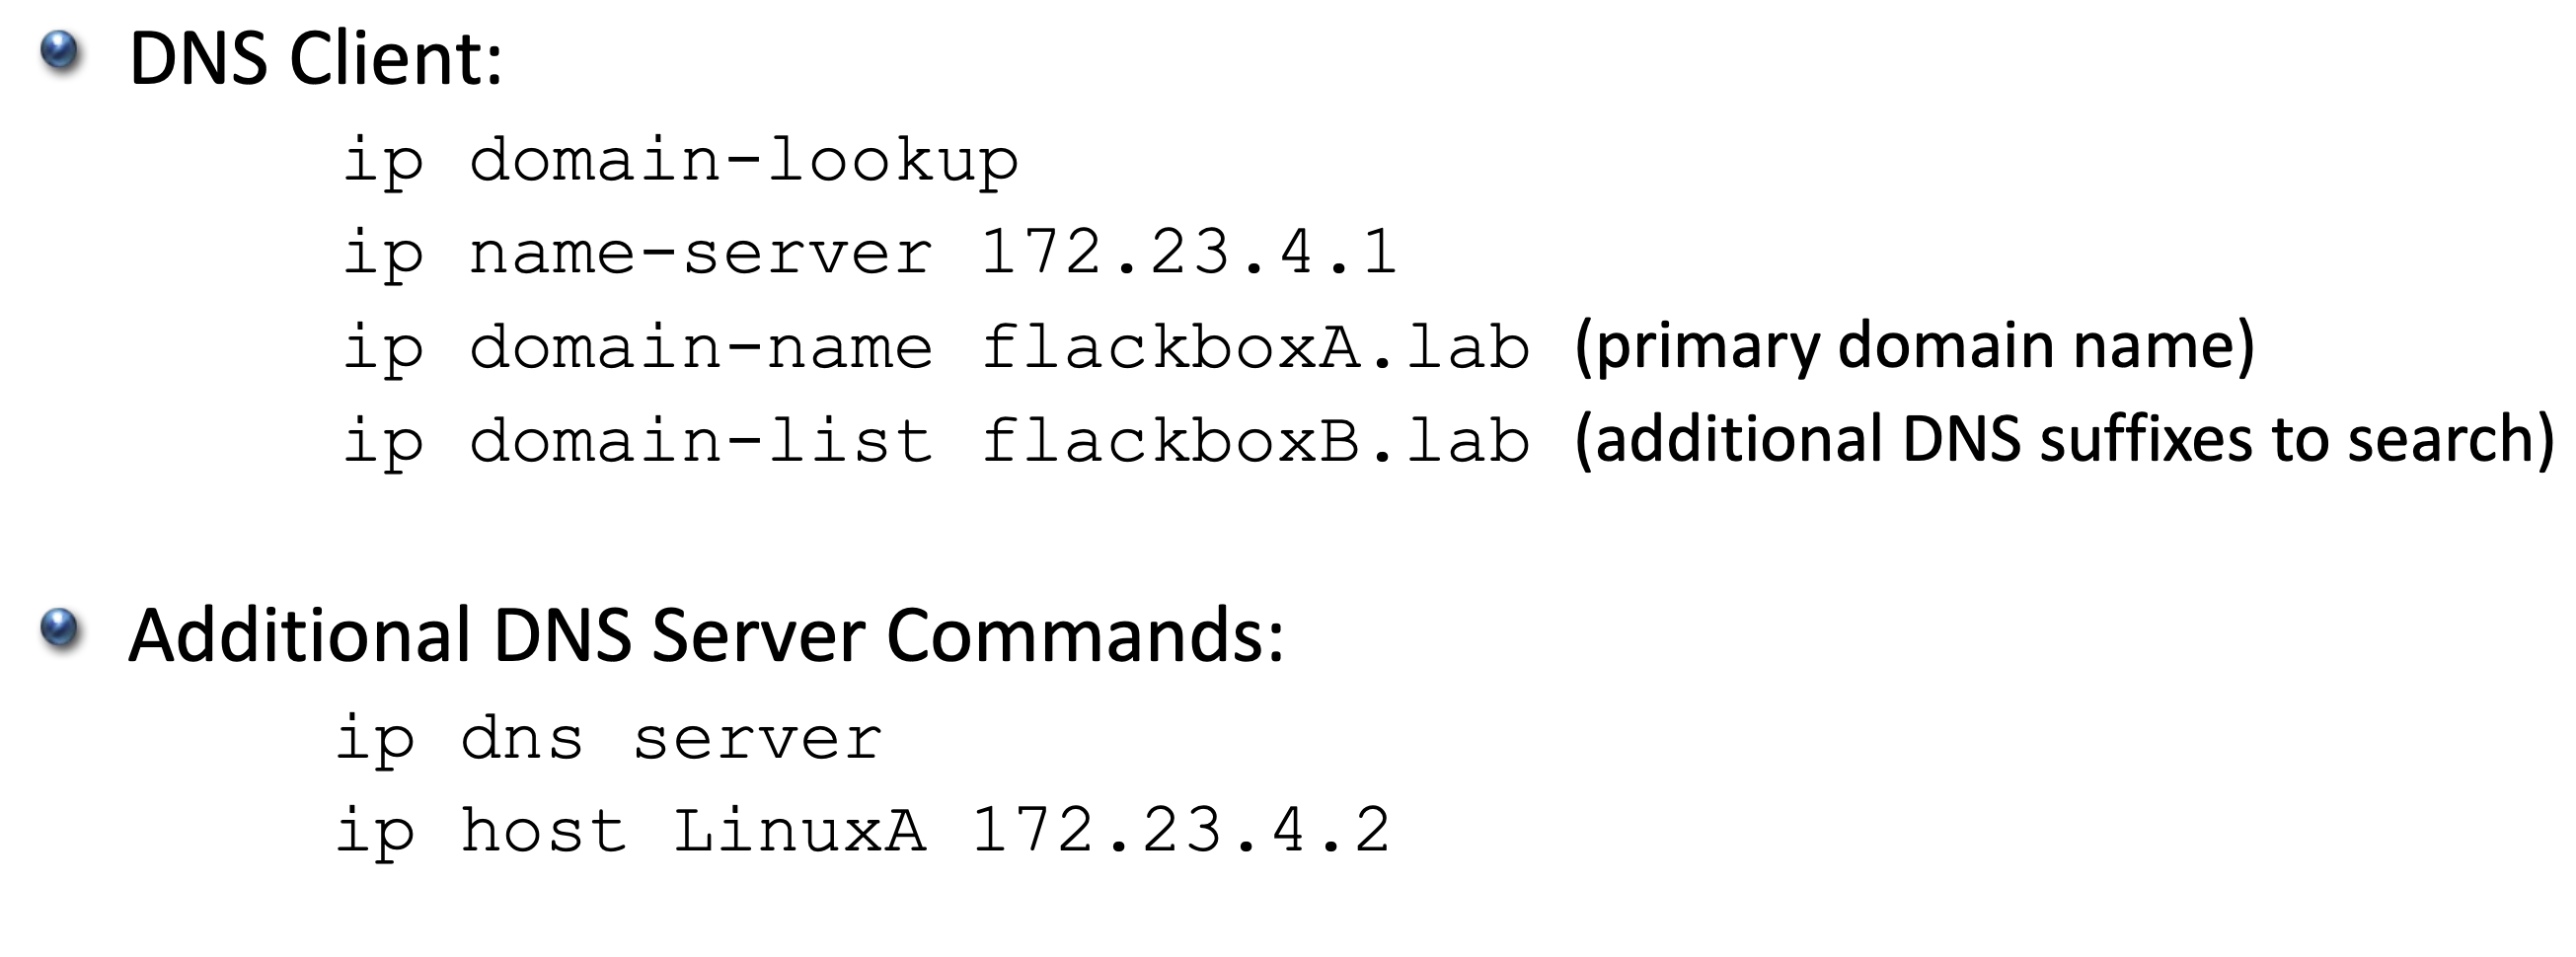 DNS Client:
ip domain-lookup
ip name-server 172.23.4.1
ip domain-name flackboxA.lab (primary domain name)
ip domain-list flackboxB.lab (additional DNS suffixes to search)
Additional DNS Server Commands:
ip dns server
ip host LinuxA 172.23.4.2